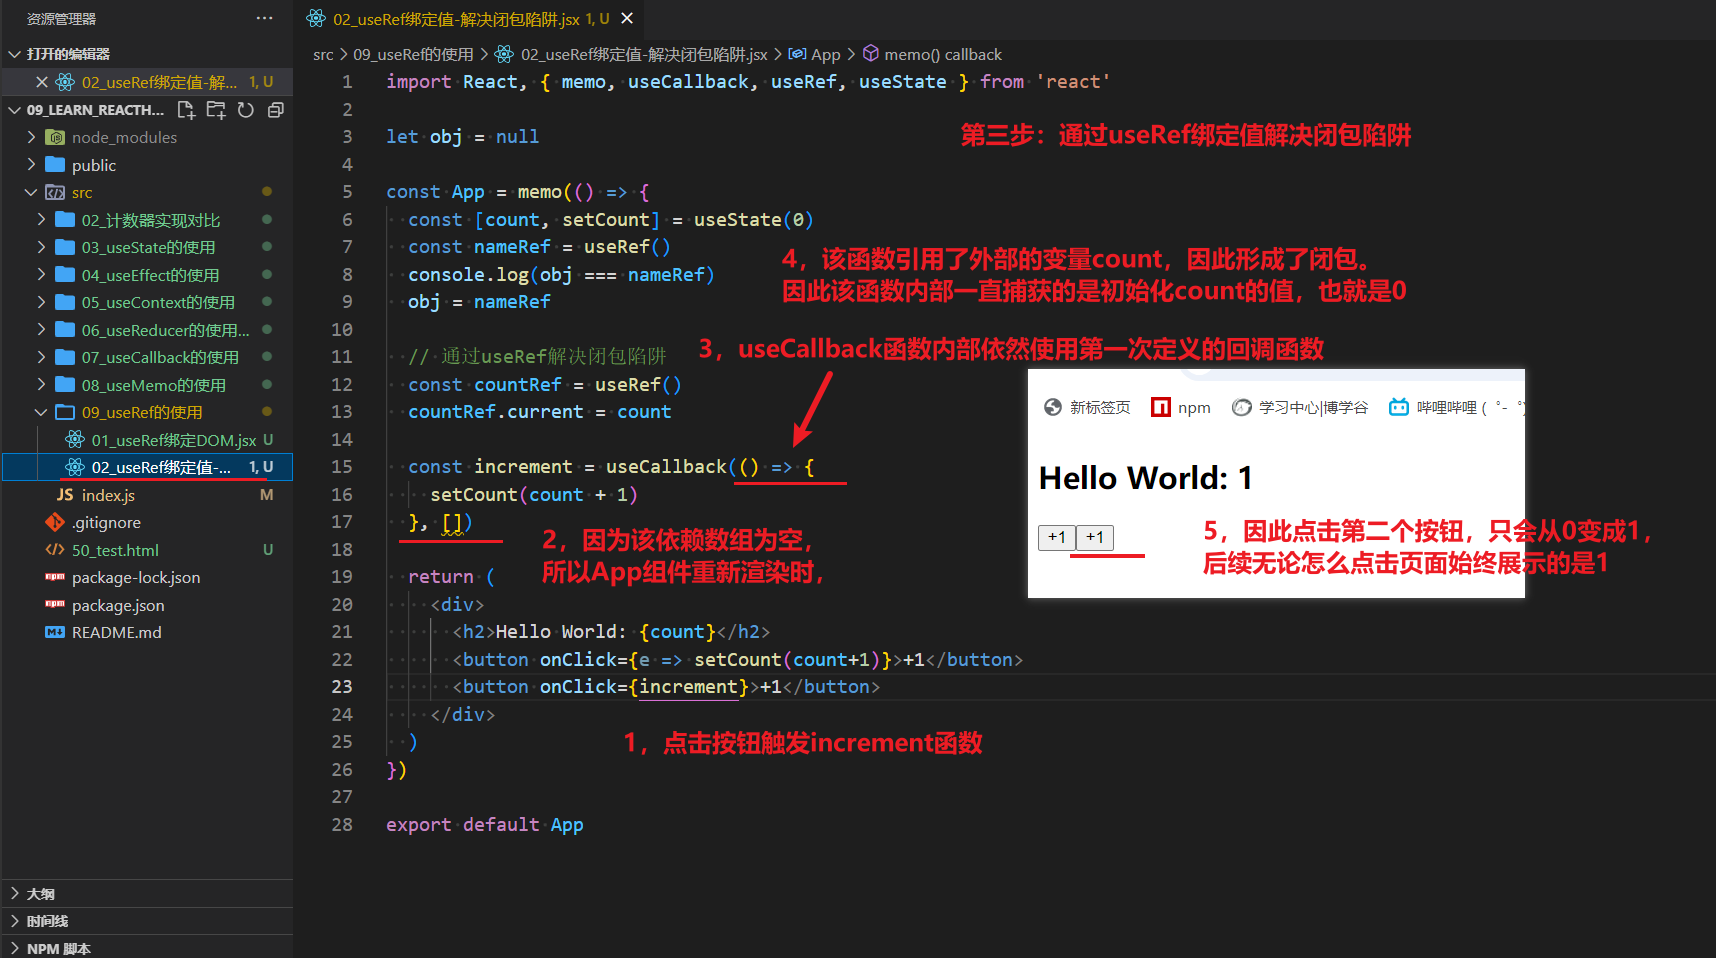 资源管理器
打开的编辑器
02_useRef绑定值-解... 1, U
09_LEARN_REACTH...
node_modules
public
src
02_计数器实现对比
03_useState的使用
04_useEffect的使用
05_useContext的使用
06_useReducer的使用...
07_useCallback的使用
08_useMemo的使用
09_useRef的使用
01_useRef绑定DOM.jsx U
02_useRef绑定值-... 1, U
JS index.js M
.gitignore
50_test.html U
package-lock.json
package.json
README.md
大纲
时间线
NPM 脚本
02_useRef绑定值-解决闭包陷阱.jsx 1, U
src > 09_useRef的使用 > 02_useRef绑定值-解决闭包陷阱.jsx > App > memo() callback
1 import React, { memo, useCallback, useRef, useState } from 'react'
2
3 let obj = null
第三步：通过useRef绑定值解决闭包陷阱
4
5 const App = memo(() => {
6 const [count, setCount] = useState(0)
7 const nameRef = useRef()
8 console.log(obj === nameRef)
9 obj = nameRef
4，该函数引用了外部的变量count，因此形成了闭包。
因此该函数内部一直捕获的是初始化count的值，也就是0
10
11 // 通过useRef解决闭包陷阱
3，useCallback函数内部依然使用第一次定义的回调函数
12 const countRef = useRef()
13 countRef.current = count
14
15 const increment = useCallback(() => {
16 setCount(count + 1)
17 }, [])
2，因为该依赖数组为空，
所以App组件重新渲染时，
18
19 return (
20 <div>
21 <h2>Hello World: {count}</h2>
22 <button onClick={e => setCount(count+1)}>+1</button>
23 <button onClick={increment}>+1</button>
24 </div>
25 )
1，点击按钮触发increment函数
26 })
27
28 export default App
新标签页 npm 学习中心|博学谷 哔哩哔哩 ( ゜- ゜)
Hello World: 1
+1 +1
5，因此点击第二个按钮，只会从0变成1，
后续无论怎么点击页面始终展示的是1